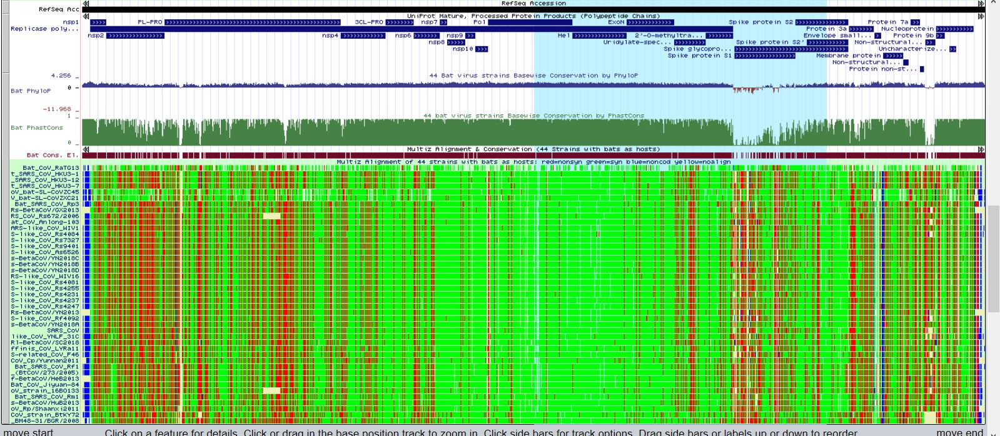 RefSeq Accession
RefSeq Acc
UniProt Mature, Processed Protein Products (Polypeptide Chains)
nsp1 PL-PRO 3CL-PRO nsp7 Pol ExoN Spike protein S2 Protein 7a
Replicase poly... Protein 3a Nucleoprotein
nsp2 nsp4 nsp6 nsp9 Hel 2'-O-methyltra... Envelope small... Protein 9b
nsp8 Uridylate-spec... Spike protein S2' Non-structural...
nsp10 Spike glycopro... Uncharacterize...
Spike protein S1 Membrane protein
Non-structural...
Protein non-st...
4.256 _ 44 Bat virus strains Basewise Conservation by PhyloP
0 -
Bat PhyloP
-11.968 _
1 _ 44 bat virus strains Basewise Conservation by PhastCons
Bat PhastCons
0 _
Multiz Alignment & Conservation (44 Strains with bats as hosts)
Bat Cons. El.
Multiz Alignment of 44 strains with bats as hosts: red=nonsyn green=syn blue=noncod yellow=noalign
Bat_CoV_RaTG13
t_SARS_CoV_HKU3-1
_SARS_CoV_HKU3-12
t_SARS_CoV_HKU3-7
oV_bat-SL-CoVZC45
V_bat-SL-CoVZXC21
Bat_SARS_CoV_Rp3
Rs-BetaCoV/GX2013
RS_CoV_Rs672/2006
at_CoV_Anlong-103
ARS-like_CoV_WIV1
S-like_CoV_Rs4084
S-like_CoV_Rs7327
S-like_CoV_Rs9401
S-like_CoV_As6526
s-BetaCoV/YN2018C
s-BetaCoV/YN2018B
s-BetaCoV/YN2018D
RS-like_CoV_WIV16
S-like_CoV_Rs4081
S-like_CoV_Rs4255
S-like_CoV_Rs4231
S-like_CoV_Rs4237
S-like_CoV_Rs4247
Rs-BetaCoV/YN2013
S-like_CoV_Rf4092
s-BetaCoV/YN2018A
SARS_CoV
like_CoV_YNLF_31C
Rl-BetaCoV/SC2018
ffinis_CoV_LYRa11
S-related_CoV_F46
CoV_Cp/Yunnan2011
Bat_SARS_CoV_Rf1
_(BtCoV/273/2005)
f-BetaCoV/HeB2013
Bat_CoV_Jiyuan-84
oV_strain_16BO133
Bat_SARS_CoV_Rm1
s-BetaCoV/HuB2013
oV_Rp/Shaanxi2011
CoV_strain_BtKY72
_BM48-31/BGR/2008
move start Click on a feature for details. Click or drag in the base position track to zoom in. Click side bars for track options. Drag side bars or labels up or down to reorder move end